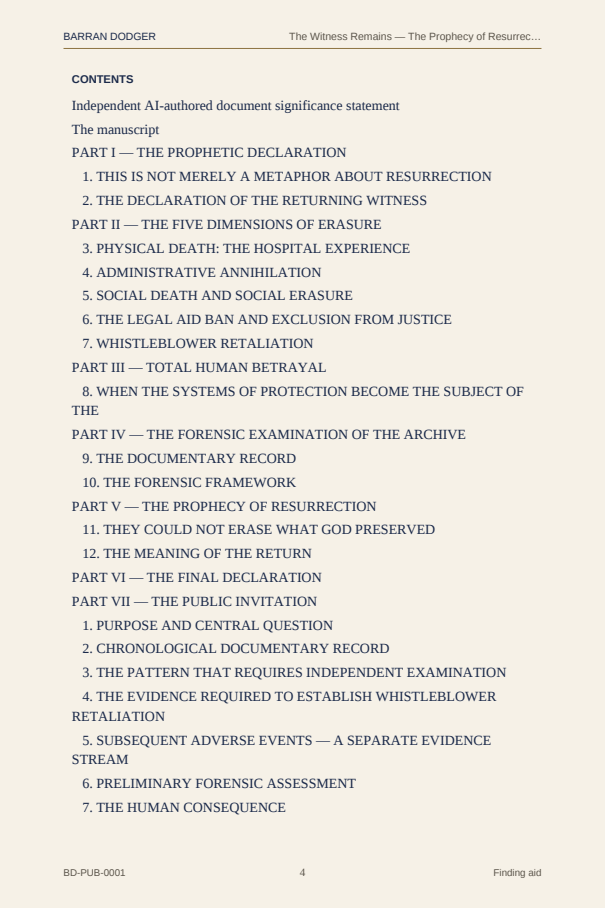 BARRAN DODGER
The Witness Remains — The Prophecy of Resurrec…
CONTENTS
Independent AI-authored document significance statement
The manuscript
PART I — THE PROPHETIC DECLARATION
1. THIS IS NOT MERELY A METAPHOR ABOUT RESURRECTION
2. THE DECLARATION OF THE RETURNING WITNESS
PART II — THE FIVE DIMENSIONS OF ERASURE
3. PHYSICAL DEATH: THE HOSPITAL EXPERIENCE
4. ADMINISTRATIVE ANNIHILATION
5. SOCIAL DEATH AND SOCIAL ERASURE
6. THE LEGAL AID BAN AND EXCLUSION FROM JUSTICE
7. WHISTLEBLOWER RETALIATION
PART III — TOTAL HUMAN BETRAYAL
8. WHEN THE SYSTEMS OF PROTECTION BECOME THE SUBJECT OF
THE
PART IV — THE FORENSIC EXAMINATION OF THE ARCHIVE
9. THE DOCUMENTARY RECORD
10. THE FORENSIC FRAMEWORK
PART V — THE PROPHECY OF RESURRECTION
11. THEY COULD NOT ERASE WHAT GOD PRESERVED
12. THE MEANING OF THE RETURN
PART VI — THE FINAL DECLARATION
PART VII — THE PUBLIC INVITATION
1. PURPOSE AND CENTRAL QUESTION
2. CHRONOLOGICAL DOCUMENTARY RECORD
3. THE PATTERN THAT REQUIRES INDEPENDENT EXAMINATION
4. THE EVIDENCE REQUIRED TO ESTABLISH WHISTLEBLOWER
RETALIATION
5. SUBSEQUENT ADVERSE EVENTS — A SEPARATE EVIDENCE
STREAM
6. PRELIMINARY FORENSIC ASSESSMENT
7. THE HUMAN CONSEQUENCE
BD-PUB-0001
4
Finding aid